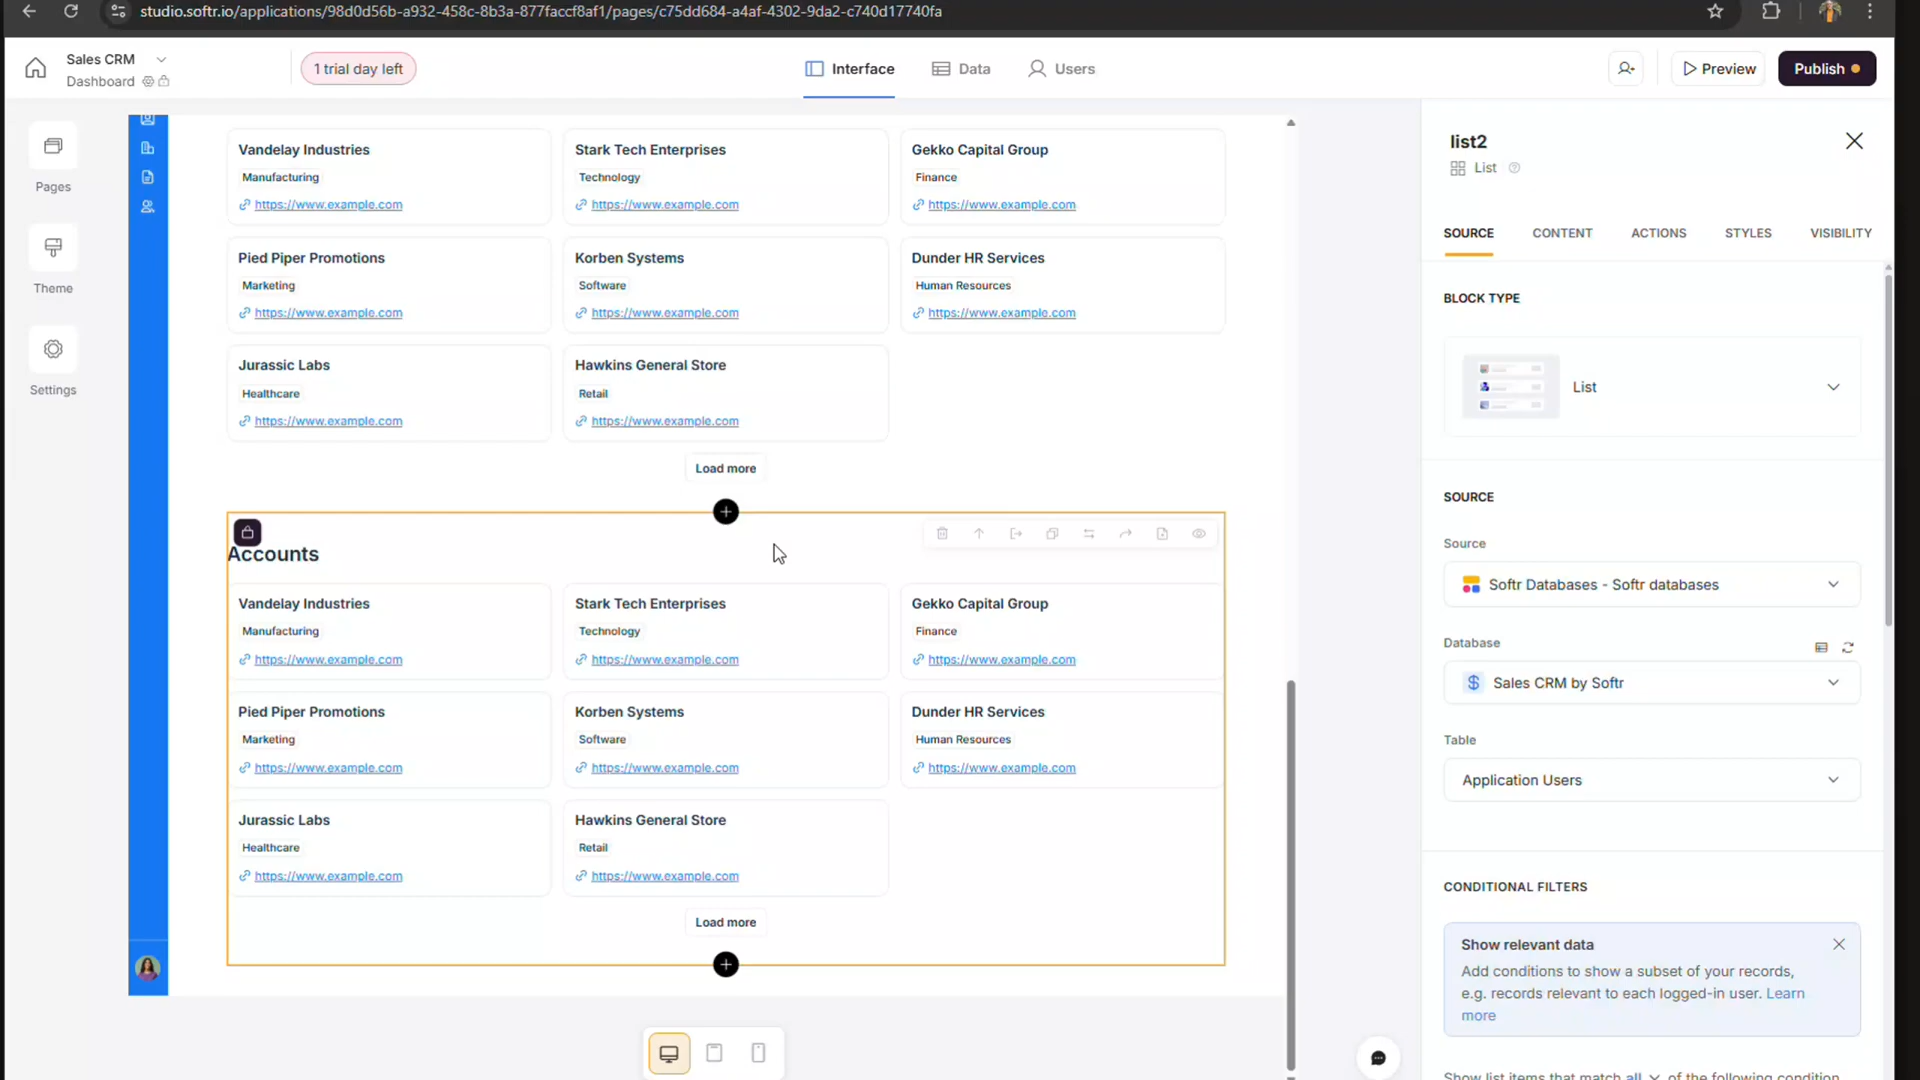 studio.softr.io/applications/98d0d56b-a932-458c-8b3a-877faccf8af1/pages/c75dd684-a4af-4302-9da2-c740d17740fa
Sales CRM
Dashboard
1 trial day left
Interface
Data
Users
Preview
Publish
Pages
Theme
Settings
Vandelay Industries
Manufacturing
https://www.example.com
Stark Tech Enterprises
Technology
https://www.example.com
Gekko Capital Group
Finance
https://www.example.com
Pied Piper Promotions
Marketing
https://www.example.com
Korben Systems
Software
https://www.example.com
Dunder HR Services
Human Resources
https://www.example.com
Jurassic Labs
Healthcare
https://www.example.com
Hawkins General Store
Retail
https://www.example.com
Load more
Accounts
Vandelay Industries
Manufacturing
https://www.example.com
Stark Tech Enterprises
Technology
https://www.example.com
Gekko Capital Group
Finance
https://www.example.com
Pied Piper Promotions
Marketing
https://www.example.com
Korben Systems
Software
https://www.example.com
Dunder HR Services
Human Resources
https://www.example.com
Jurassic Labs
Healthcare
https://www.example.com
Hawkins General Store
Retail
https://www.example.com
Load more
list2
List
SOURCE
CONTENT
ACTIONS
STYLES
VISIBILITY
BLOCK TYPE
List
SOURCE
Source
Softr Databases - Softr databases
Database
Sales CRM by Softr
Table
Application Users
CONDITIONAL FILTERS
Show relevant data
Add conditions to show a subset of your records,
e.g. records relevant to each logged-in user. Learn
more
Show list items that match all of the following condition